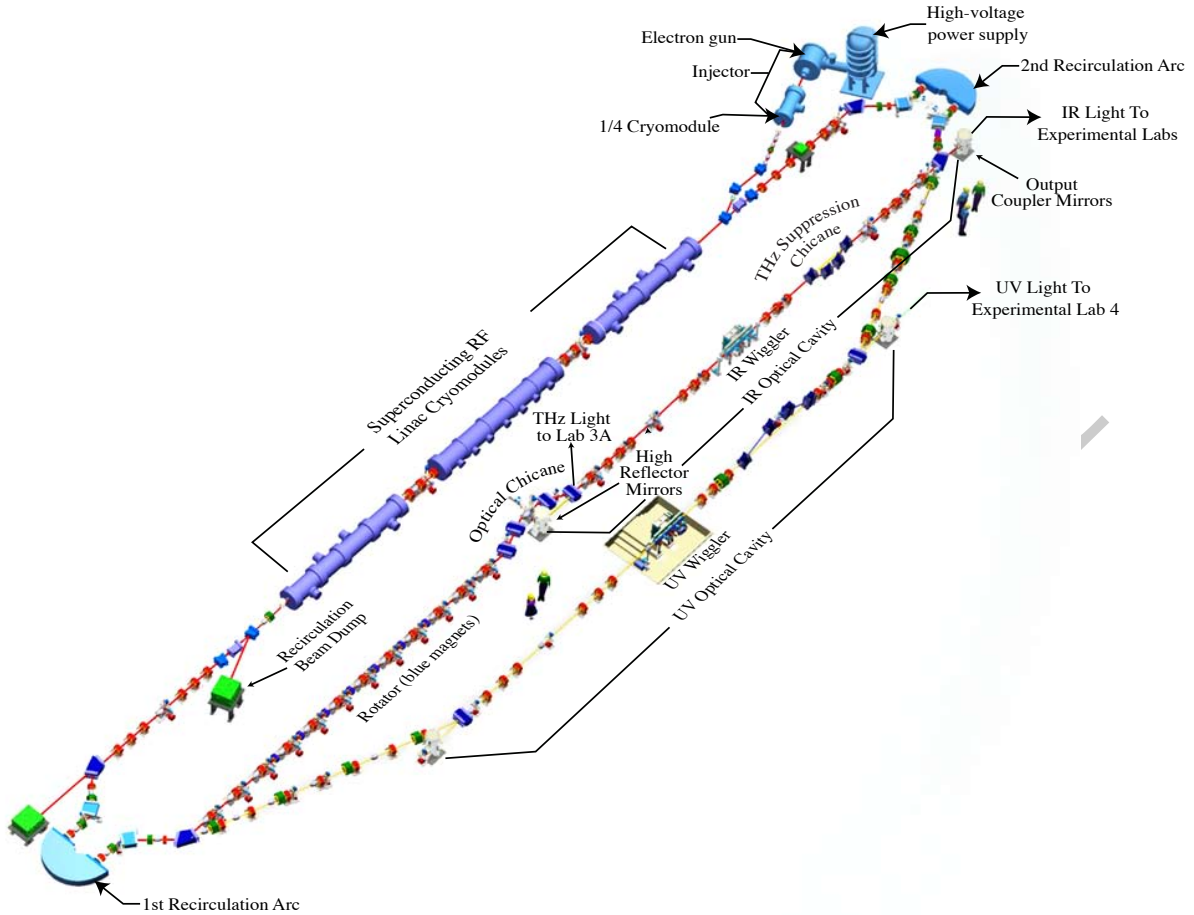 High-voltage
power supply
Electron gun
Injector
2nd Recirculation Arc
1/4 Cryomodule
IR Light To
Experimental Labs
Output
Coupler Mirrors
THz Suppression
Chicane
UV Light To
Experimental Lab 4
IR Wiggler
IR Optical Cavity
Superconducting RF
Linac Cryomodules
THz Light
to Lab 3A
High
Reflector
Mirrors
Optical Chicane
UV Wiggler
UV Optical Cavity
Recirculation
Beam Dump
Rotator (blue magnets)
1st Recirculation Arc